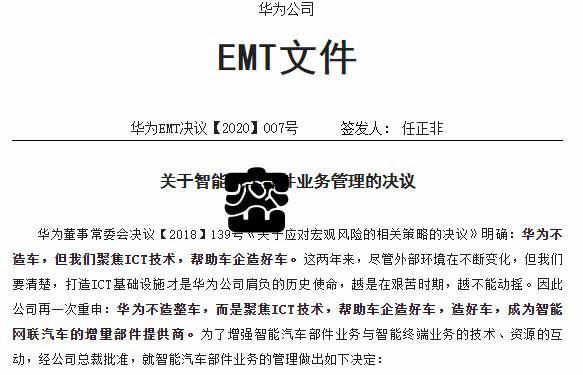 华为公司
EMT文件
华为EMT决议【2020】007号 签发人: 任正非
关于智能 件业务管理的决议
华为董事常委会决议【2018】139号《关于应对宏观风险的相关策略的决议》明确：华为不
造车，但我们聚焦ICT技术，帮助车企造好车。这两年来，尽管外部环境在不断变化，但我们
要清楚，打造ICT基础设施才是华为公司肩负的历史使命，越是在艰苦时期，越不能动摇。因此
公司再一次重申：华为不造整车，而是聚焦ICT技术，帮助车企造好车，造好车，成为智能
网联汽车的增量部件提供商。为了增强智能汽车部件业务与智能终端业务的技术、资源的互
动，经公司总裁批准，就智能汽车部件业务的管理做出如下决定：